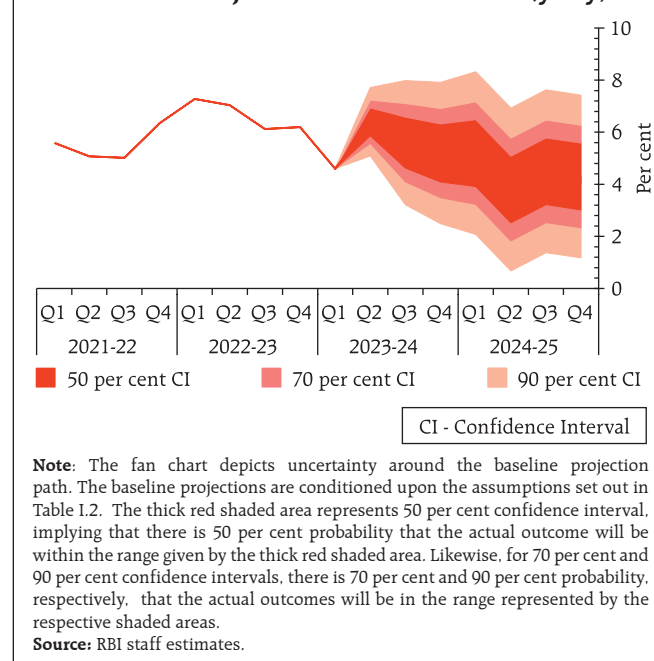 10
8
6
4
2
0
Per cent
Q1 Q2 Q3 Q4 Q1 Q2 Q3 Q4 Q1 Q2 Q3 Q4 Q1 Q2 Q3 Q4
2021-22 2022-23 2023-24 2024-25
50 per cent CI 70 per cent CI 90 per cent CI
CI - Confidence Interval
Note: The fan chart depicts uncertainty around the baseline projection
path. The baseline projections are conditioned upon the assumptions set out in
Table I.2. The thick red shaded area represents 50 per cent confidence interval,
implying that there is 50 per cent probability that the actual outcome will be
within the range given by the thick red shaded area. Likewise, for 70 per cent and
90 per cent confidence intervals, there is 70 per cent and 90 per cent probability,
respectively, that the actual outcomes will be in the range represented by the
respective shaded areas.
Source: RBI staff estimates.